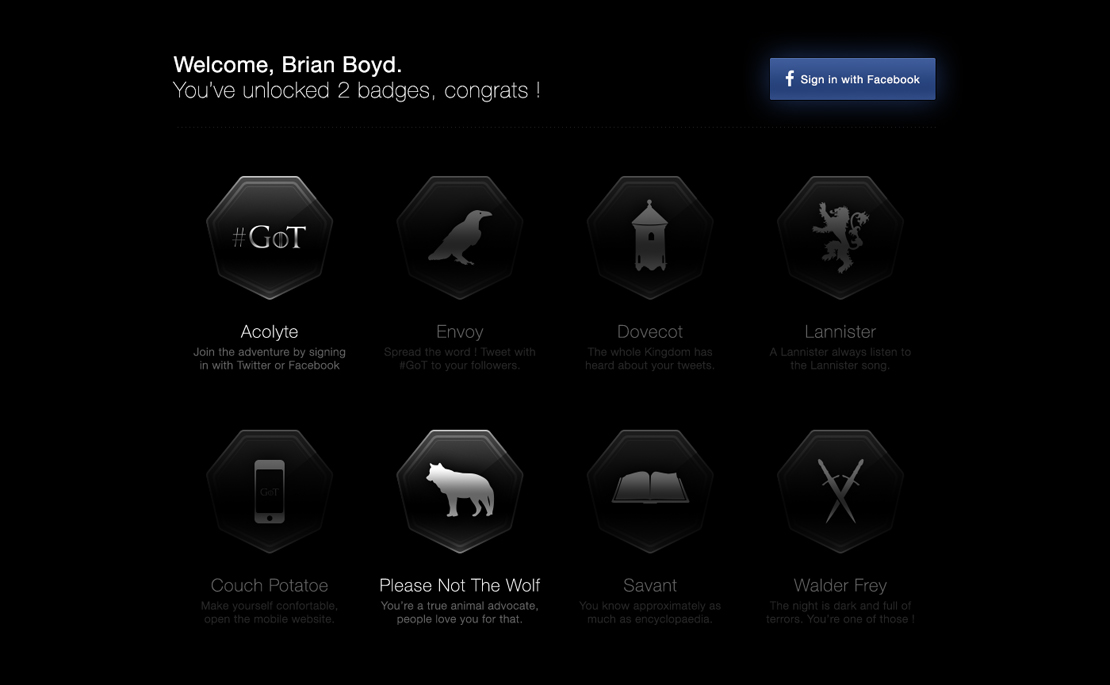 Welcome, Brian Boyd.
You've unlocked 2 badges, congrats !
f Sign in with Facebook
#GoT
Acolyte
Join the adventure by signing
in with Twitter or Facebook
Envoy
Spread the word ! Tweet with
#GoT to your followers.
Dovecot
The whole Kingdom has
heard about your tweets.
Lannister
A Lannister always listen to
the Lannister song.
GoT
Couch Potatoe
Make yourself confortable,
open the mobile website.
Please Not The Wolf
You're a true animal advocate,
people love you for that.
Savant
You know approximately as
much as encyclopaedia.
Walder Frey
The night is dark and full of
terrors. You're one of those !